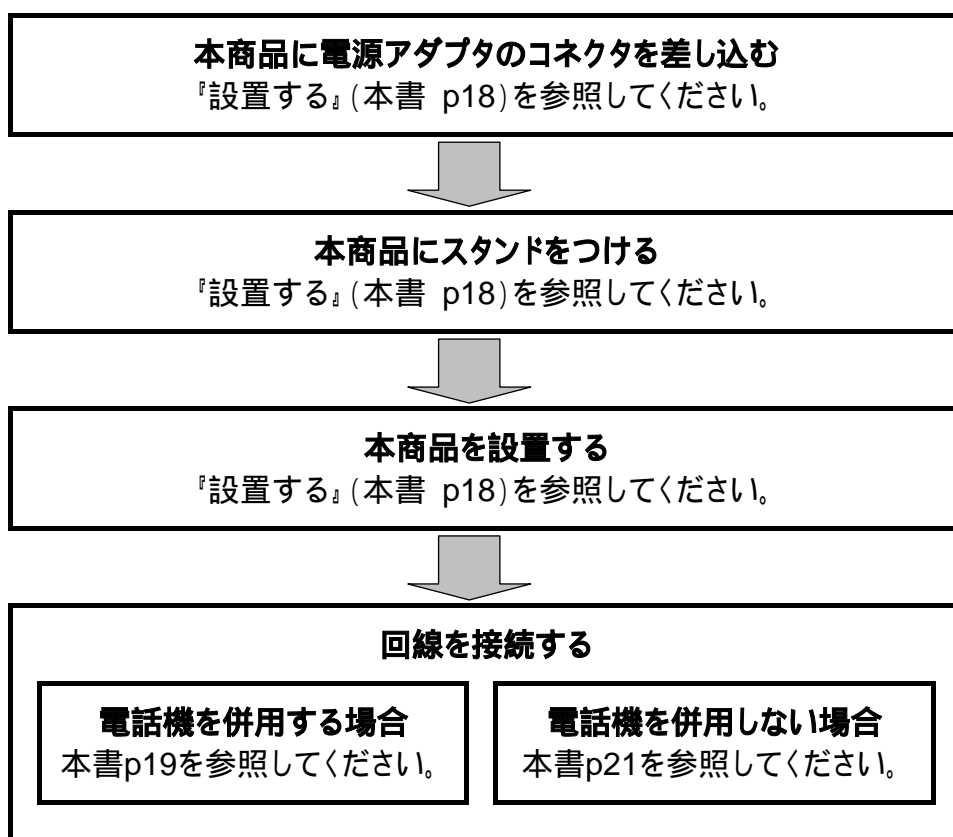 本商品に電源アダプタのコネクタを差し込む
『設置する』(本書 p18)を参照してください。
本商品にスタンドをつける
『設置する』(本書 p18)を参照してください。
本商品を設置する
『設置する』(本書 p18)を参照してください。
回線を接続する
電話機を併用する場合
本書p19を参照してください。
電話機を併用しない場合
本書p21を参照してください。